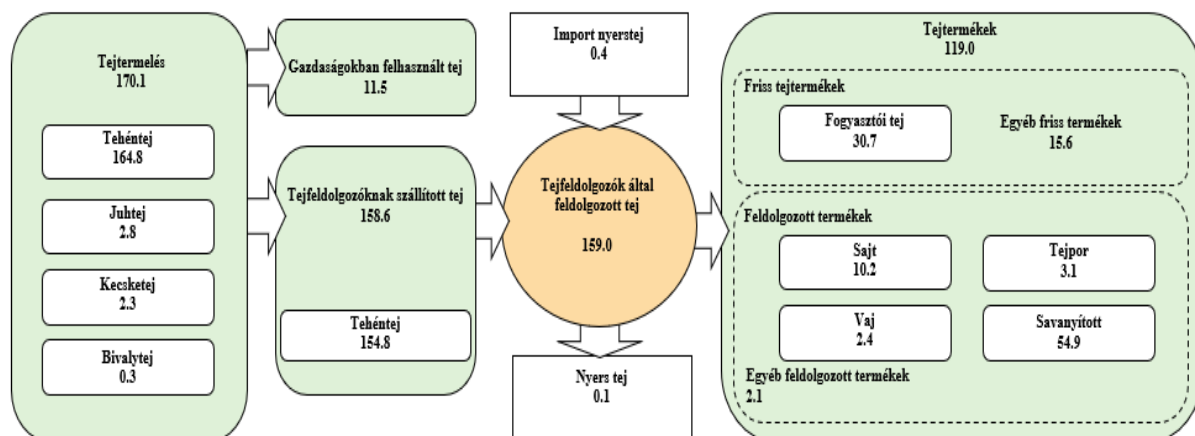 Tejtermelés
170.1
Tehéntej
164.8
Juhtej
2.8
Kecsketej
2.3
Bivalytej
0.3
Gazdaságokban felhasznált tej
11.5
Tejfeldolgozóknak szállított tej
158.6
Tehéntej
154.8
Import nyerstej
0.4
Tejfeldolgozók által
feldolgozott tej
159.0
Nyers tej
0.1
Tejtermékek
119.0
Friss tejtermékek
Fogyasztói tej
30.7
Egyéb friss termékek
15.6
Feldolgozott termékek
Sajt
10.2
Tejpor
3.1
Vaj
2.4
Savanyított
54.9
Egyéb feldolgozott termékek
2.1